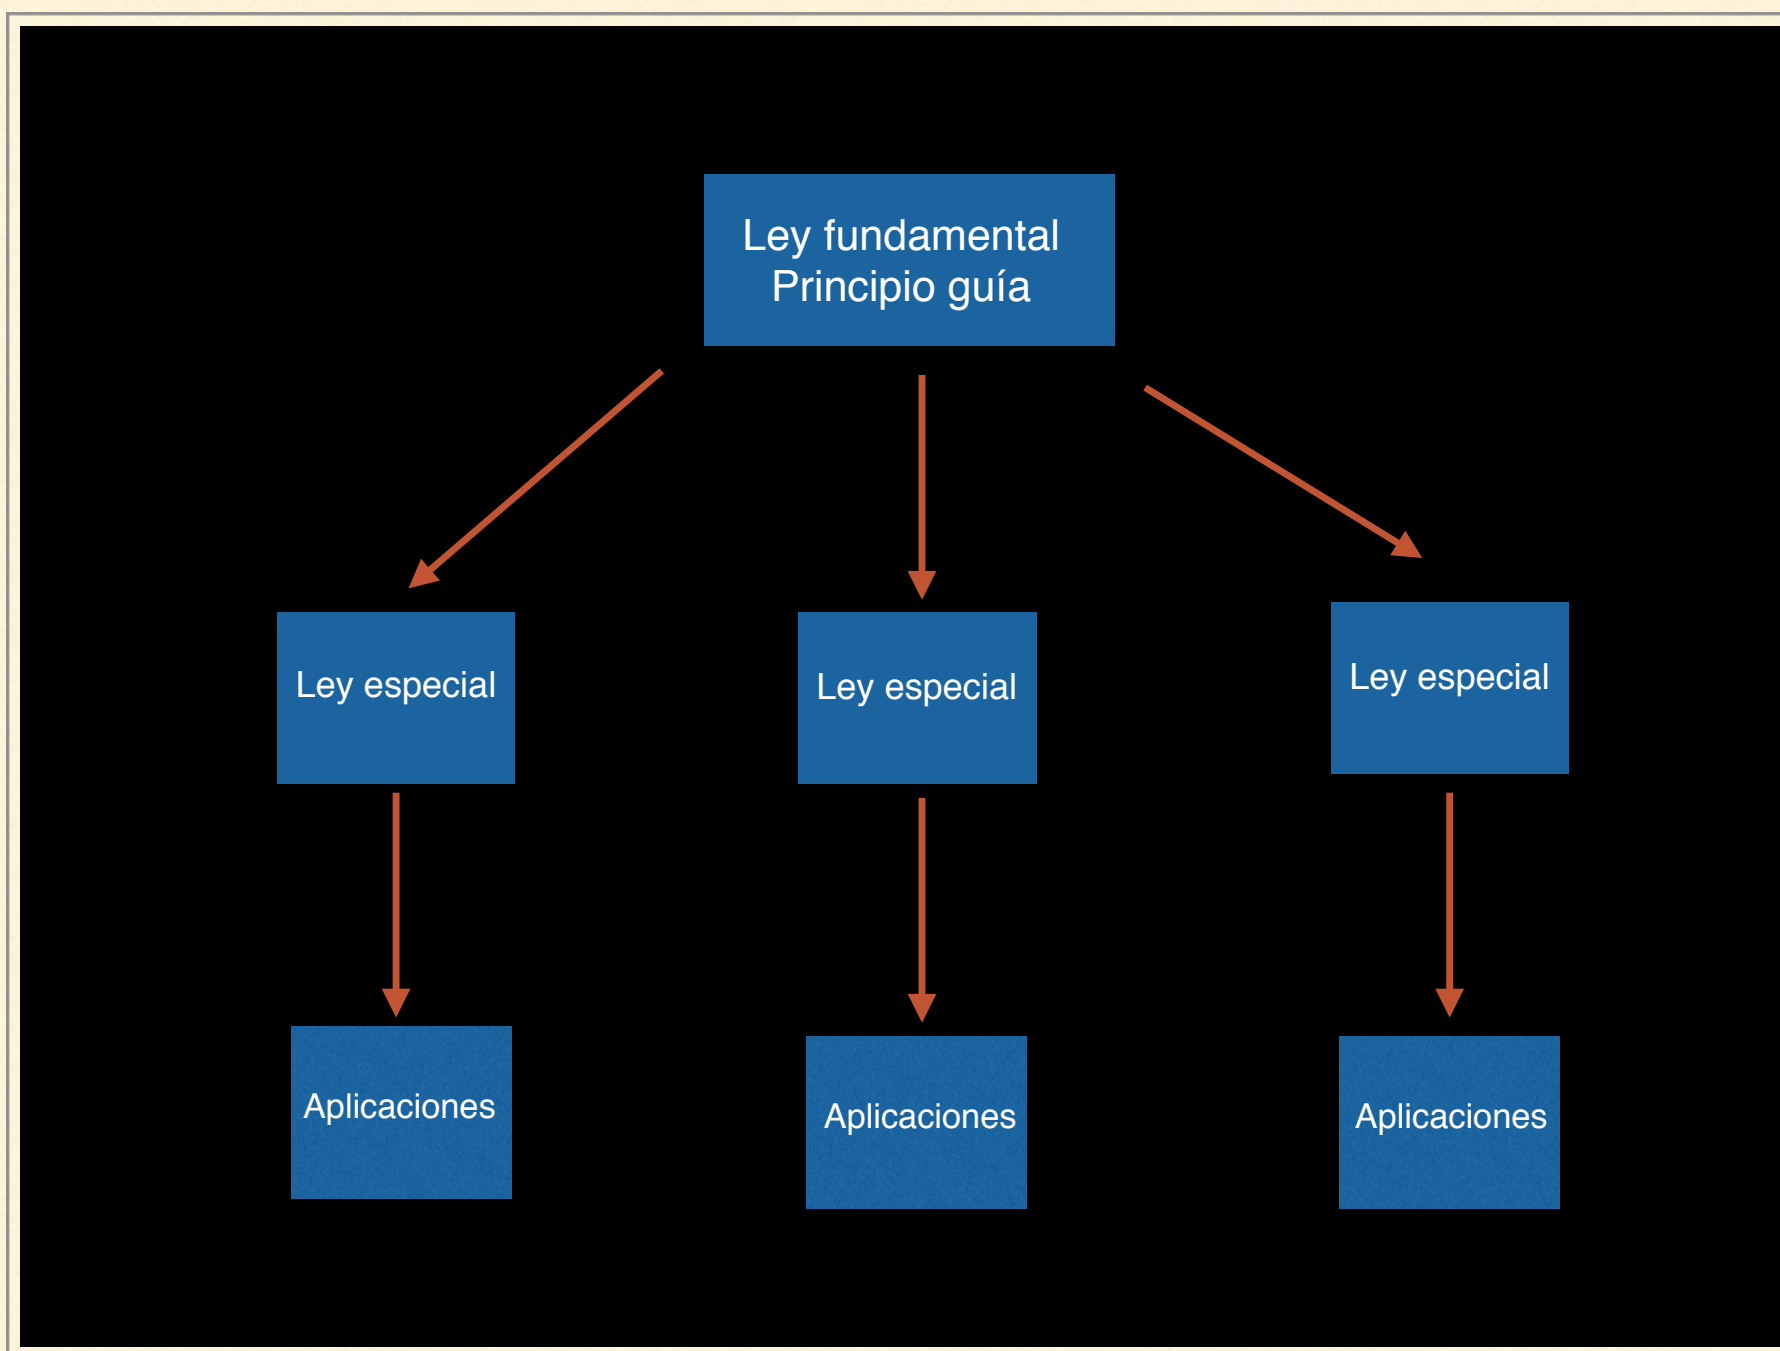 Ley fundamental
Principio guía
Ley especial
Ley especial
Ley especial
Aplicaciones
Aplicaciones
Aplicaciones